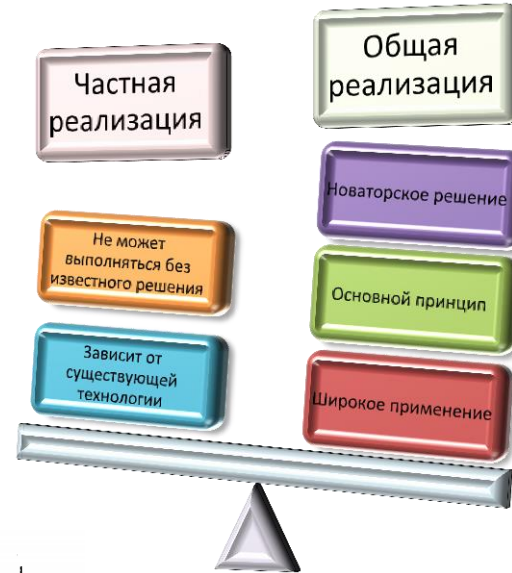 Частная
реализация
Не может
выполняться без
известного решения
Зависит от
существующей
технологии
Общая
реализация
Новаторское решение
Основной принцип
Широкое применение